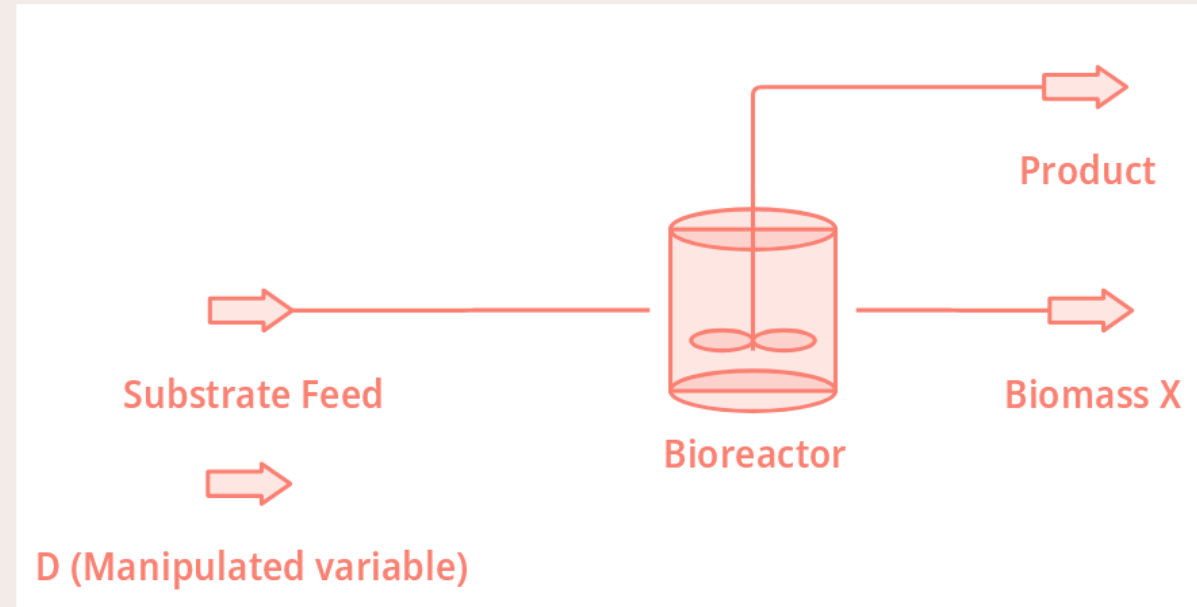 Product
Substrate Feed
Biomass X
Bioreactor
D (Manipulated variable)